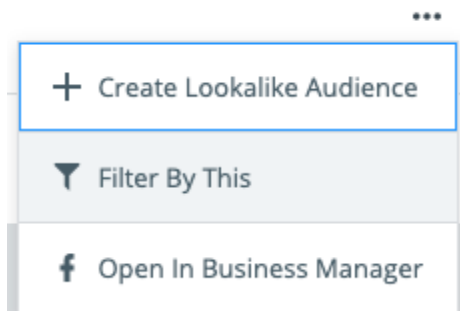 Create Lookalike Audience
Filter By This
Open In Business Manager